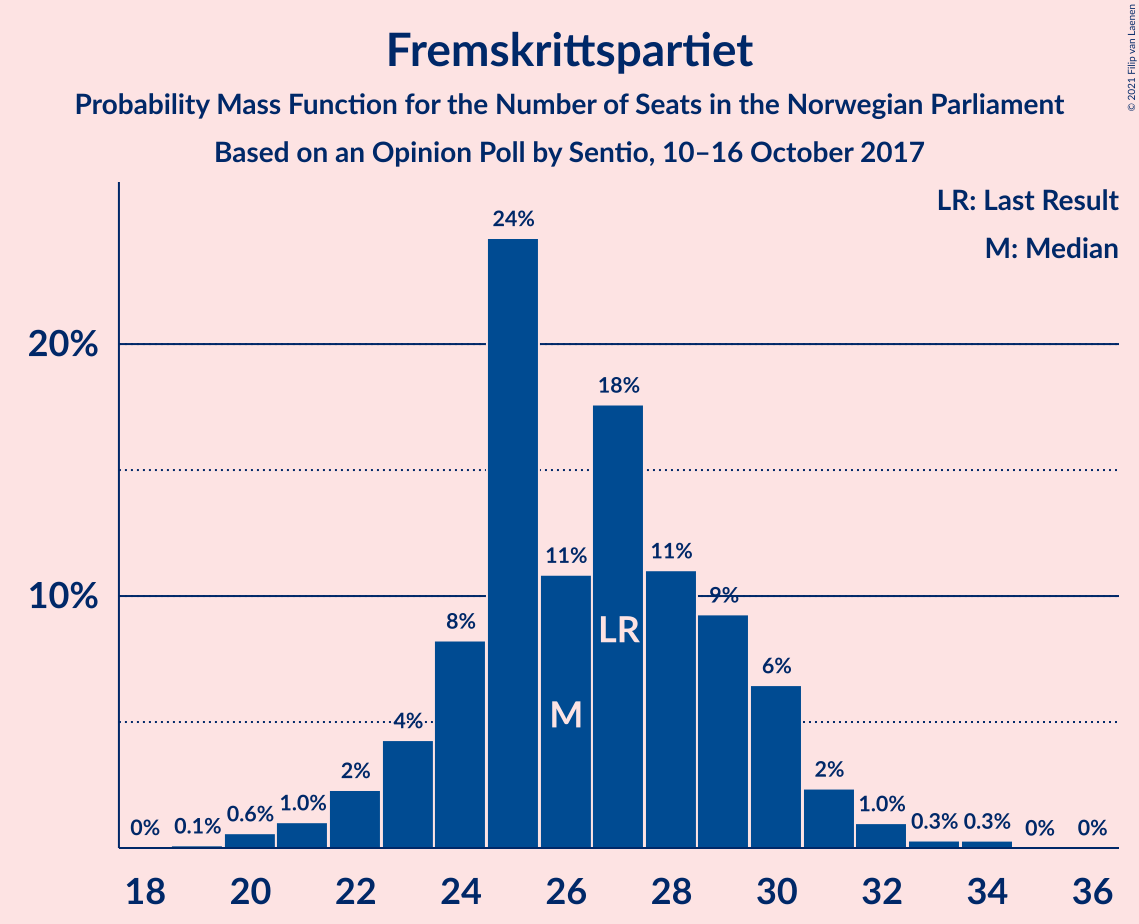 Fremskrittspartiet
Probability Mass Function for the Number of Seats in the Norwegian Parliament
Based on an Opinion Poll by Sentio, 10–16 October 2017
© 2021 Filip van Laenen
LR: Last Result
M: Median
20%
10%
0%
0.1%
0.6%
1.0%
2%
4%
8%
24%
11%
18%
11%
9%
6%
2%
1.0%
0.3%
0.3%
0%
0%
LR
M
18 20 22 24 26 28 30 32 34 36